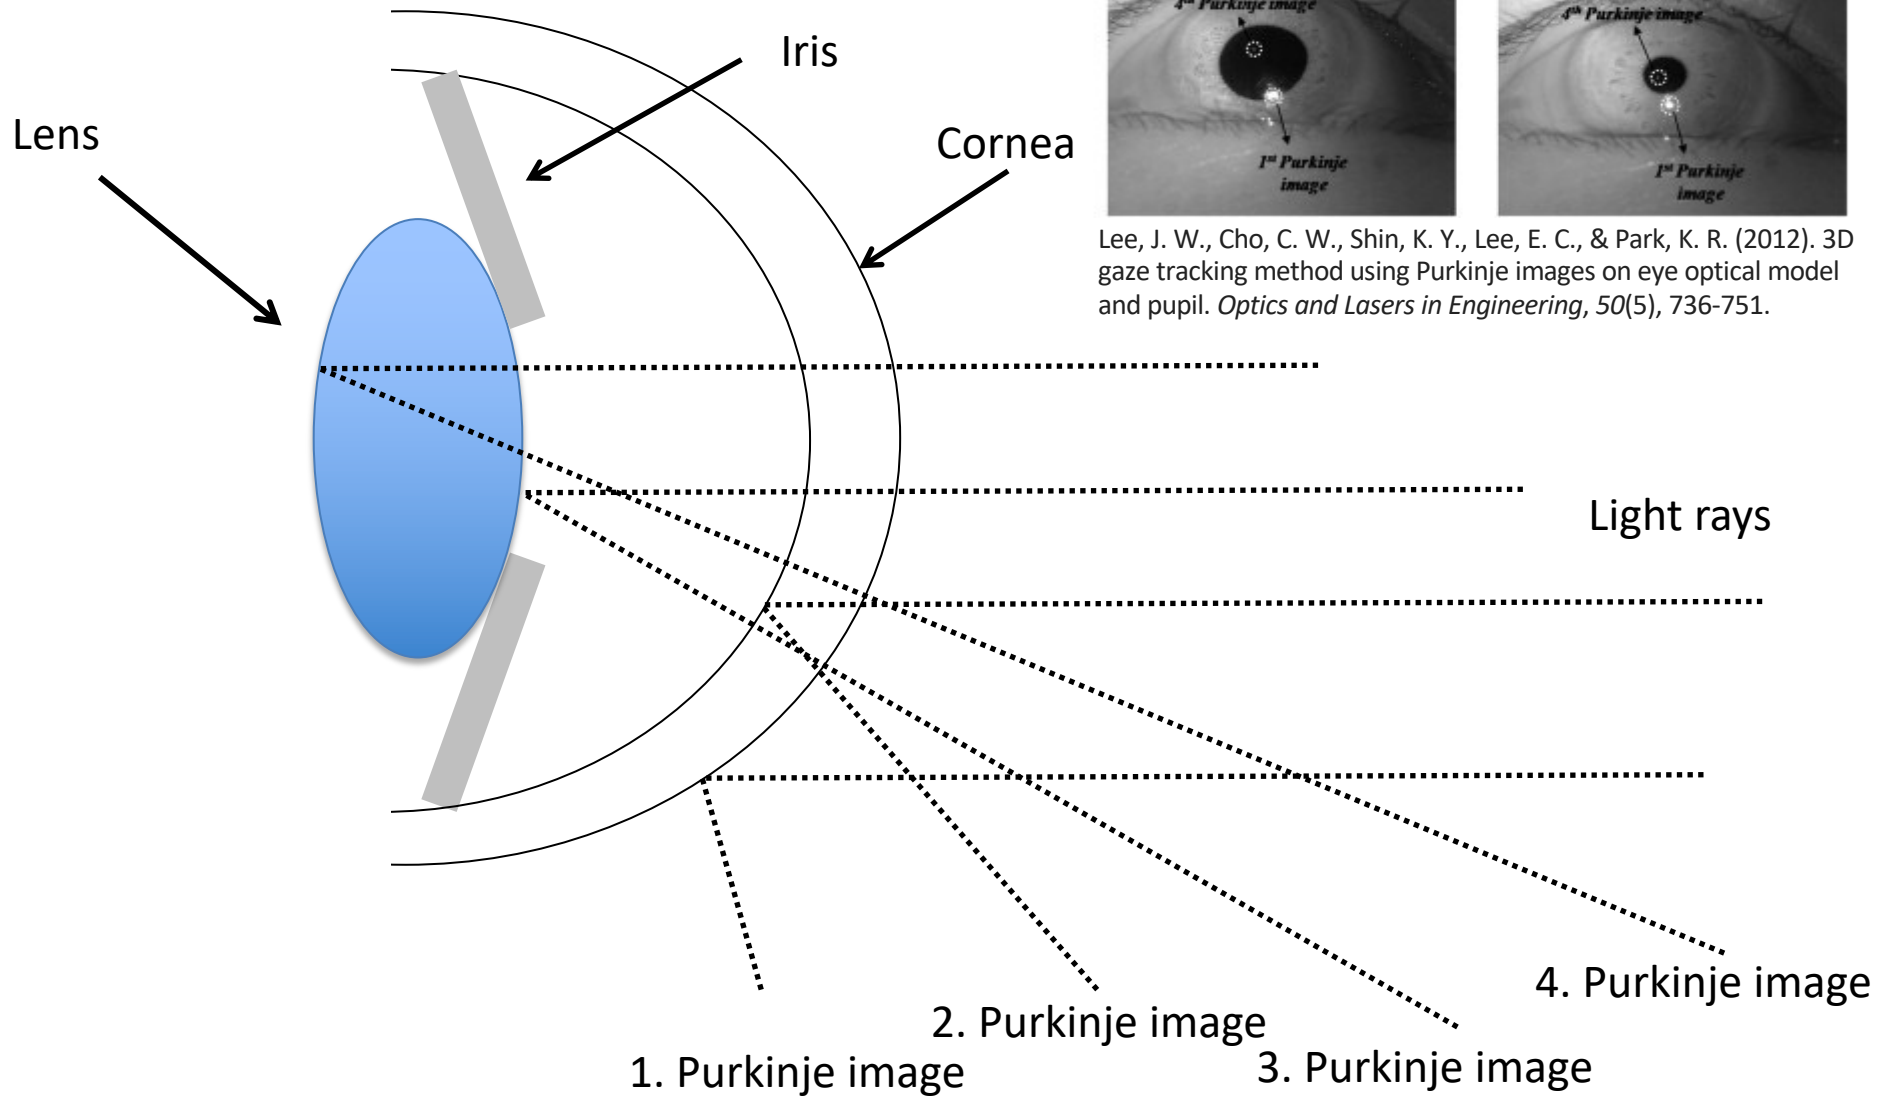 4th Purkinje image
4th Purkinje image
Iris
Lens
Cornea
1st Purkinje
image
1st Purkinje
image
Lee, J. W., Cho, C. W., Shin, K. Y., Lee, E. C., & Park, K. R. (2012). 3D
gaze tracking method using Purkinje images on eye optical model
and pupil. Optics and Lasers in Engineering, 50(5), 736-751.
Light rays
4. Purkinje image
2. Purkinje image
3. Purkinje image
1. Purkinje image